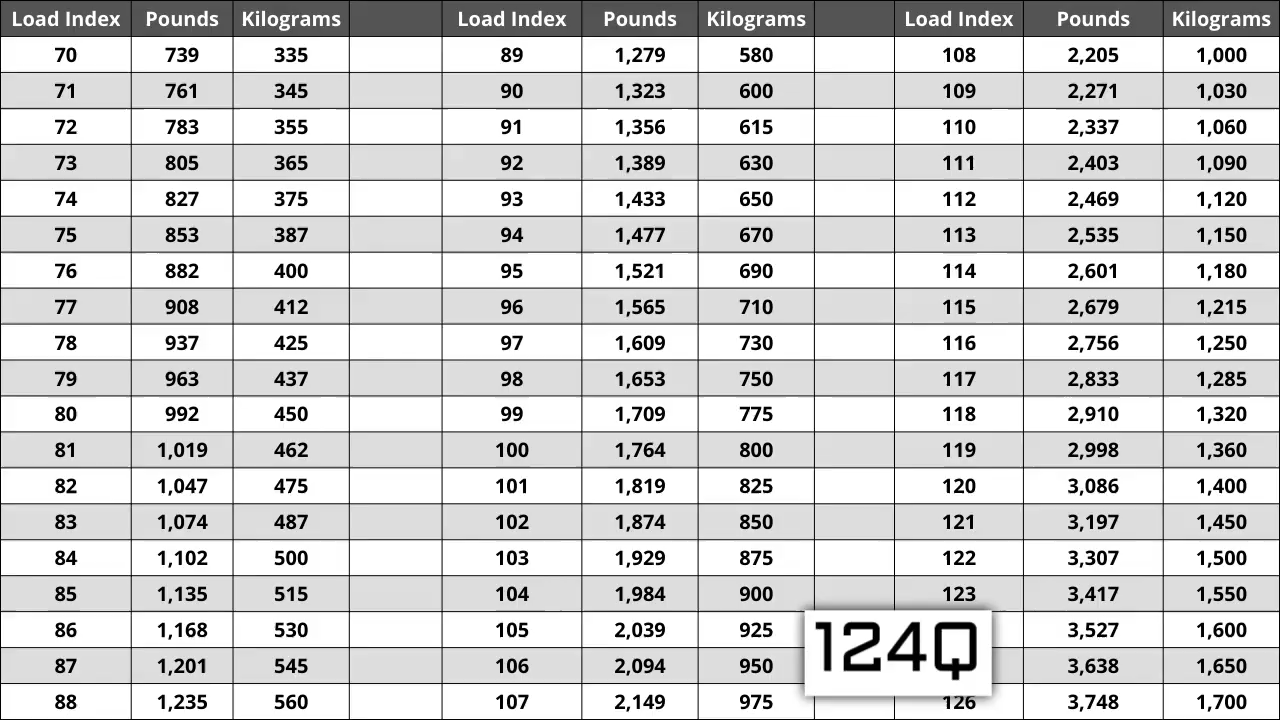 Load Index Pounds Kilograms Load Index Pounds Kilograms Load Index Pounds Kilograms
70 739 335 89 1,279 580 108 2,205 1,000
71 761 345 90 1,323 600 109 2,271 1,030
72 783 355 91 1,356 615 110 2,337 1,060
73 805 365 92 1,389 630 111 2,403 1,090
74 827 375 93 1,433 650 112 2,469 1,120
75 853 387 94 1,477 670 113 2,535 1,150
76 882 400 95 1,521 690 114 2,601 1,180
77 908 412 96 1,565 710 115 2,679 1,215
78 937 425 97 1,609 730 116 2,756 1,250
79 963 437 98 1,653 750 117 2,833 1,285
80 992 450 99 1,709 775 118 2,910 1,320
81 1,019 462 100 1,764 800 119 2,998 1,360
82 1,047 475 101 1,819 825 120 3,086 1,400
83 1,074 487 102 1,874 850 121 3,197 1,450
84 1,102 500 103 1,929 875 122 3,307 1,500
85 1,135 515 104 1,984 900 123 3,417 1,550
86 1,168 530 105 2,039 925 3,527 1,600
124Q
87 1,201 545 106 2,094 950 3,638 1,650
88 1,235 560 107 2,149 975 126 3,748 1,700